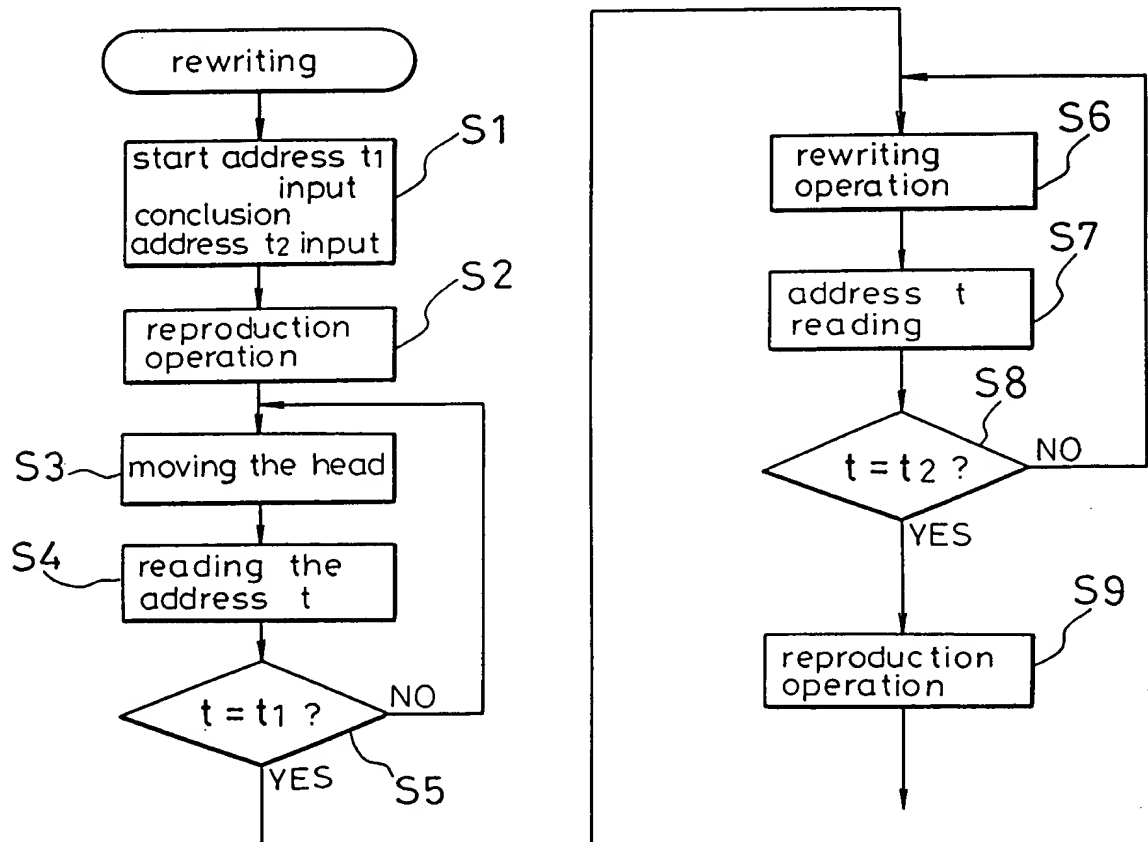 rewriting
S1
start address t1
input
conclusion
address t2 input
S2
reproduction
operation
S3
moving the head
S4
reading the
address t
t = t1 ?
NO
YES
S5
S6
rewriting
operation
S7
address t
reading
S8
t = t2 ?
NO
YES
S9
reproduction
operation